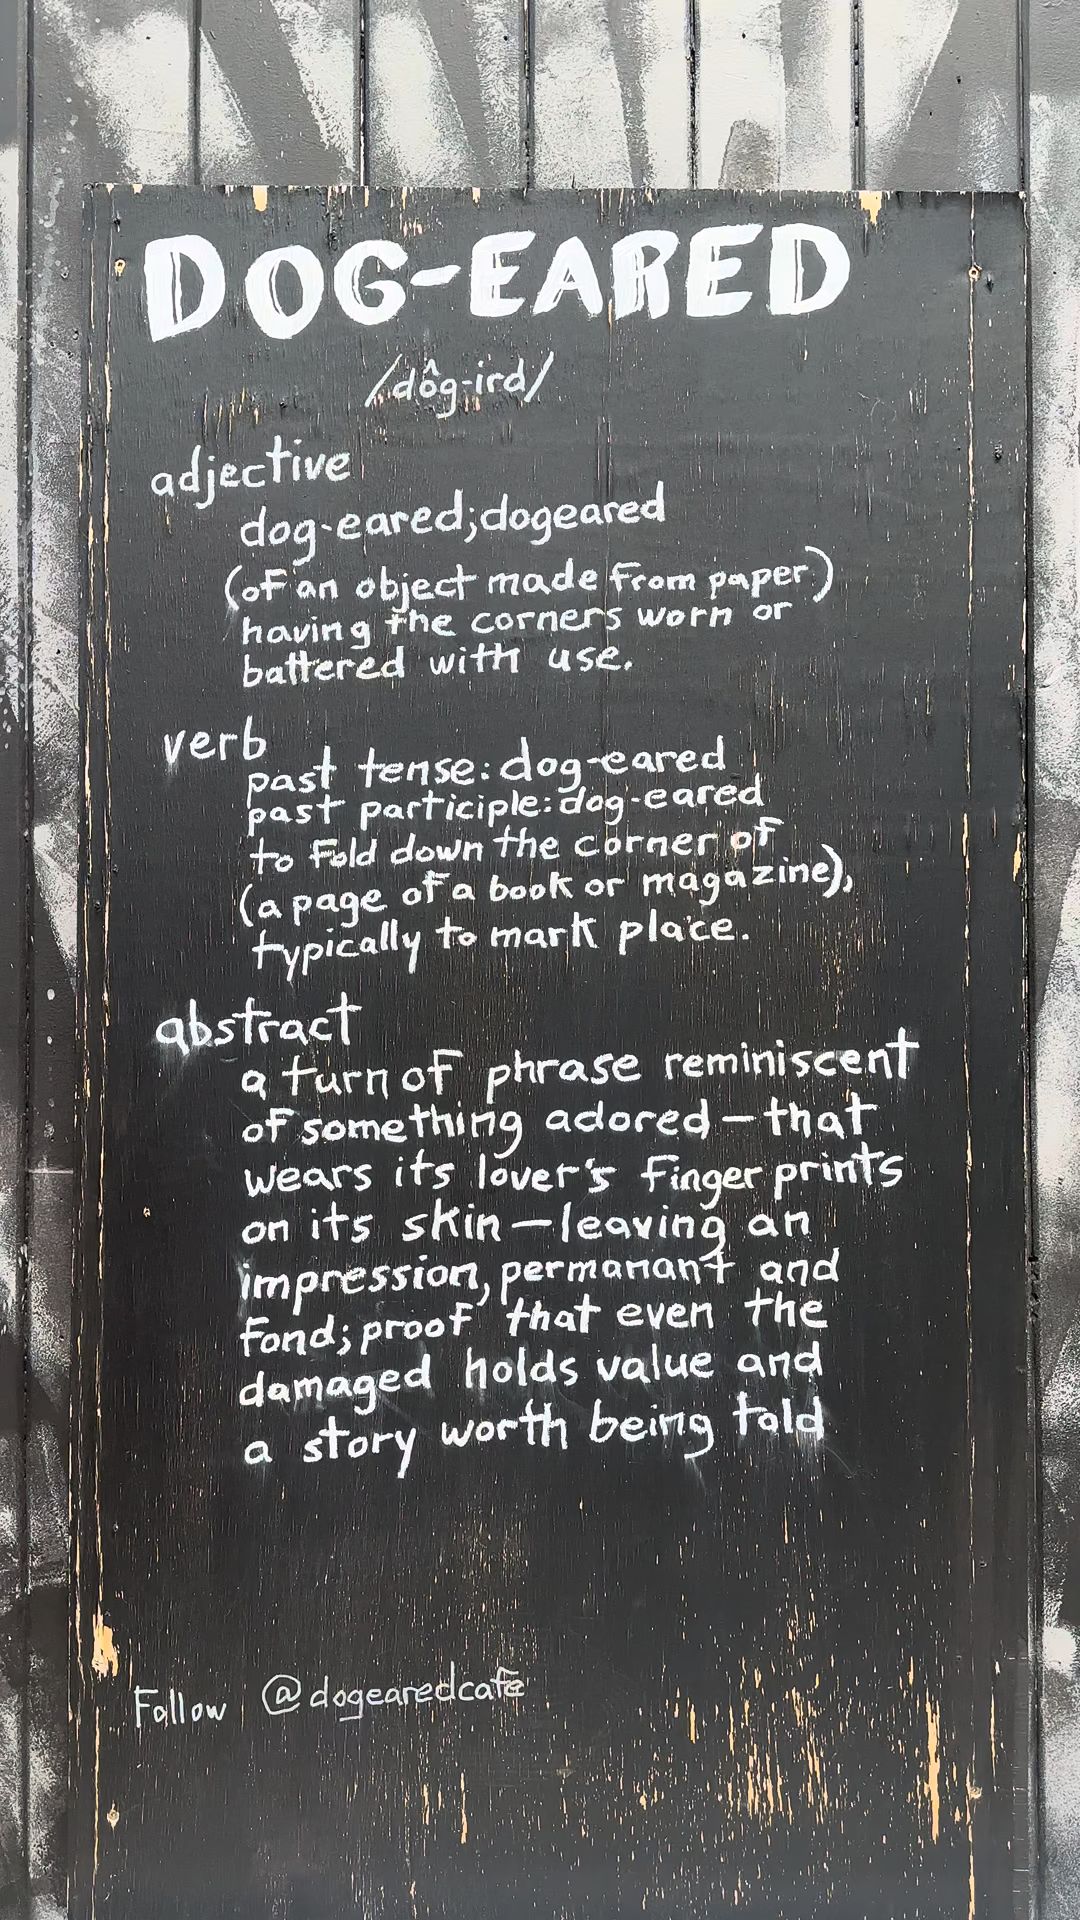 DOG-EARED
/dôg-ird/
adjective
dog-eared;dogeared
(of an object made from paper)
having the corners worn or
battered with use.
verb
past tense: dog-eared
past participle: dog-eared
to fold down the corner of
(a page of a book or magazine),
typically to mark place.
abstract
a turn of phrase reminiscent
of something adored – that
wears its lover's finger prints
on its skin – leaving an
impression, permanant and
fond; proof that even the
damaged holds value and
a story worth being told
Follow @dogearedcafe